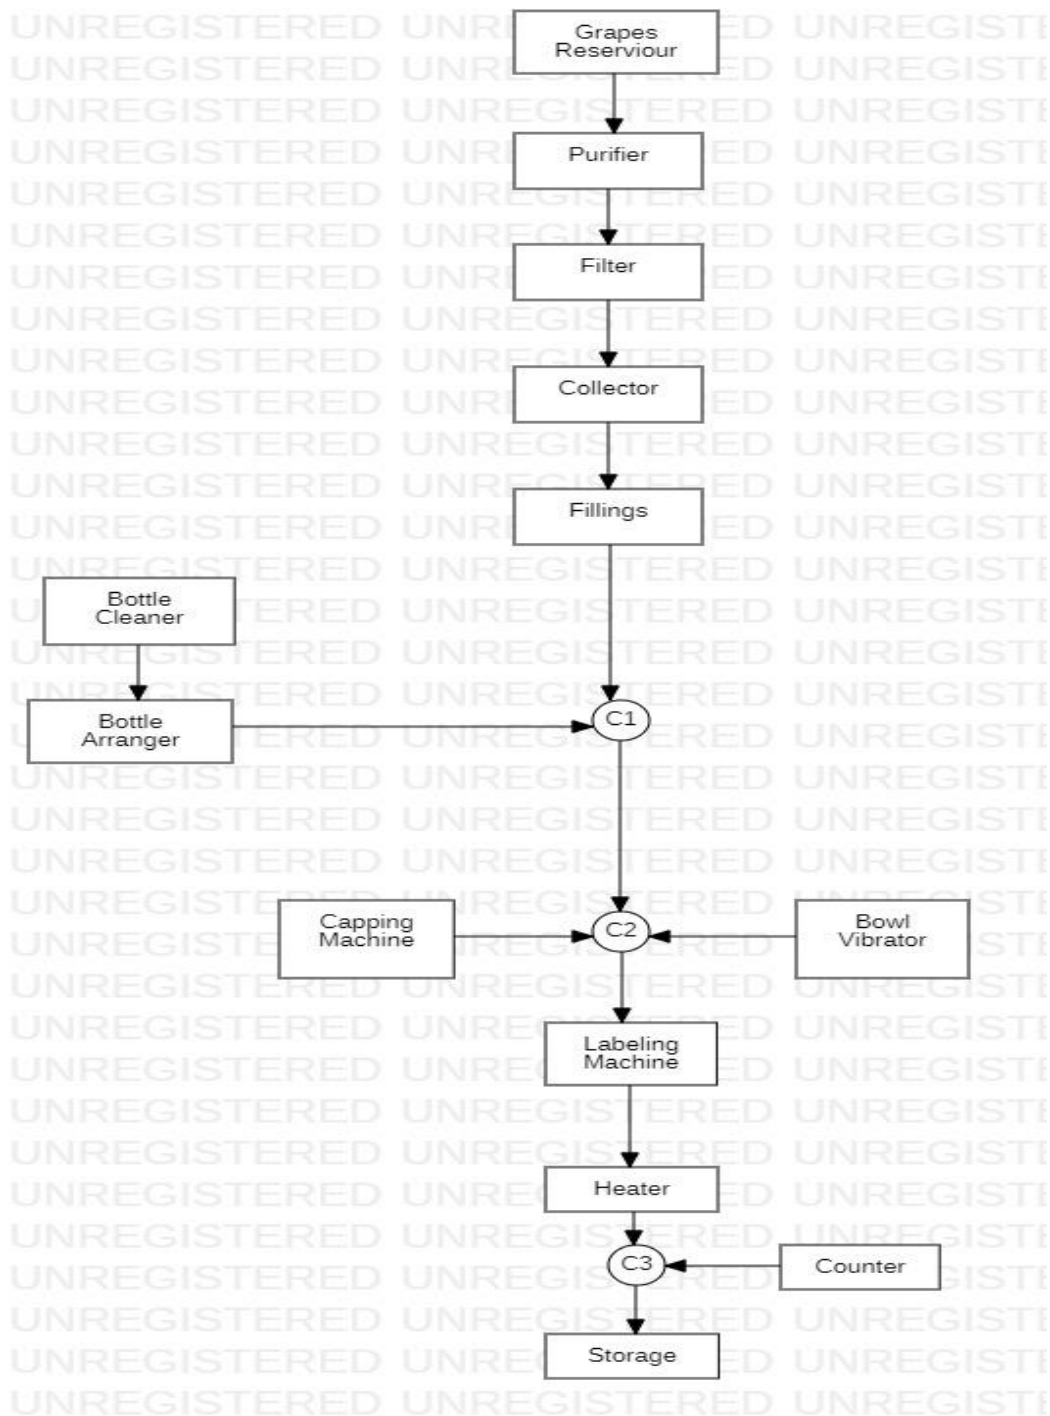 Grapes
Reserviour
Purifier
Filter
Collector
Fillings
Bottle
Cleaner
Bottle
Arranger
C1
Capping
Machine
C2
Bowl
Vibrator
Labeling
Machine
Heater
C3
Counter
Storage
UNREGISTERED